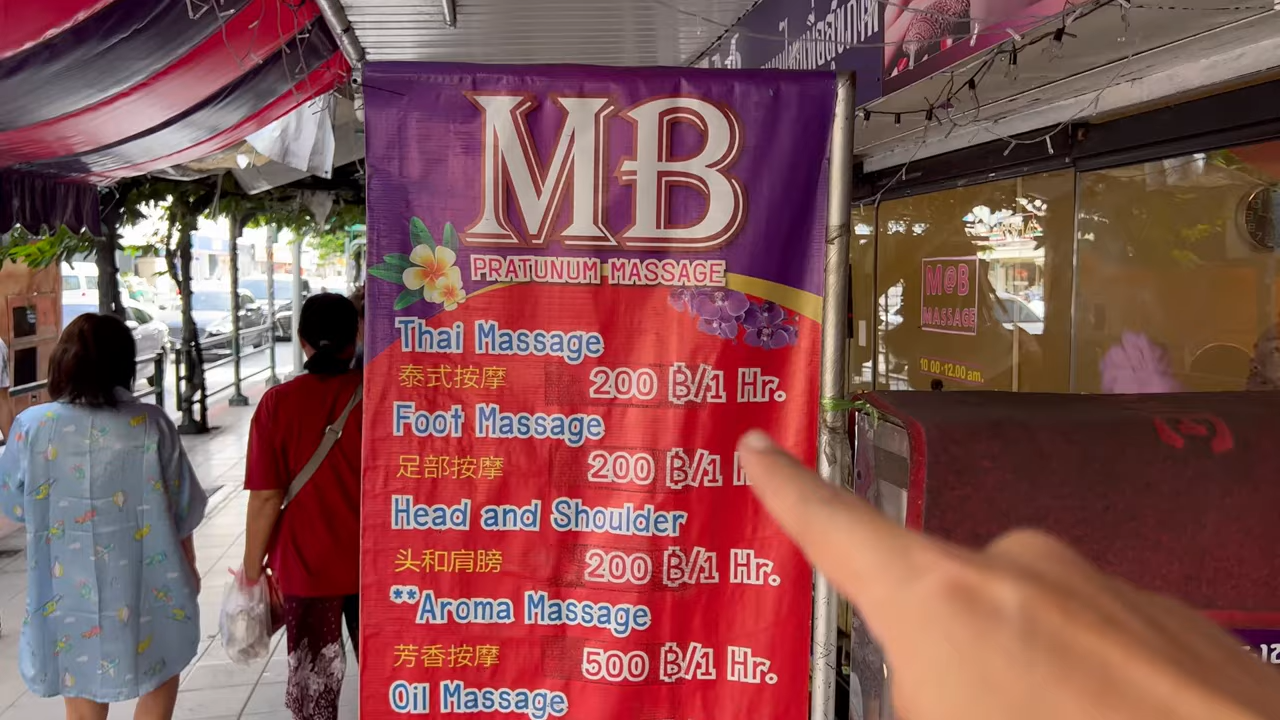 MB
PRATUNUM MASSAGE
Thai Massage
泰式按摩
200 ฿/1 Hr.
Foot Massage
足部按摩
200 ฿/1 H
Head and Shoulder
头和肩膀
200 ฿/1 Hr.
**Aroma Massage
芳香按摩
500 ฿/1 Hr.
Oil Massage
M@B
MASSAGE
10.00-12.00 am.